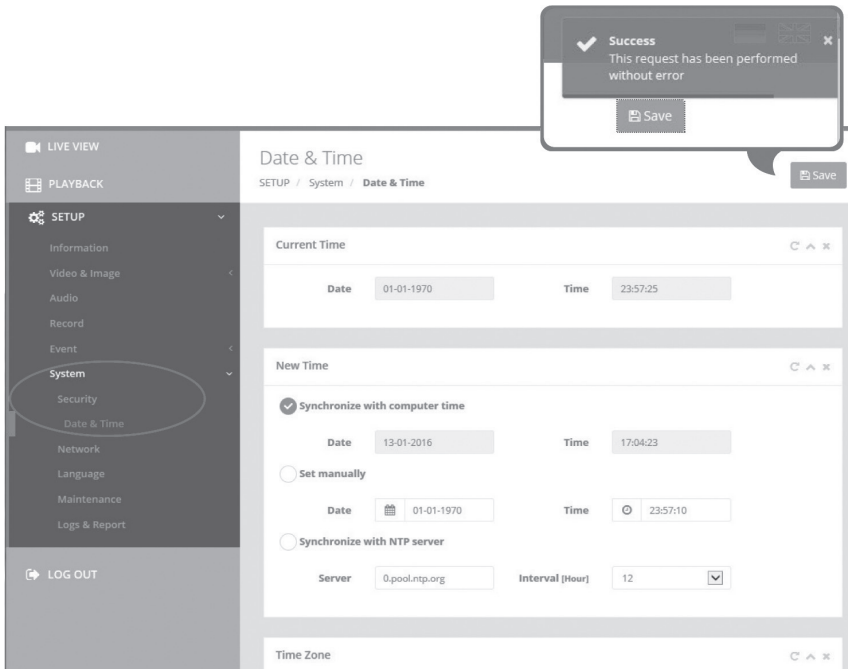 Success
This request has been performed
without error
Save
LIVE VIEW
PLAYBACK
SETUP
Information
Video & Image
Audio
Record
Event
System
Security
Date & Time
Network
Language
Maintenance
Logs & Report
LOG OUT
Date & Time
SETUP / System / Date & Time
Save
Current Time
Date 01-01-1970 Time 23:57:25
New Time
Synchronize with computer time
Date 13-01-2016 Time 17:04:23
Set manually
Date 01-01-1970 Time 23:57:10
Synchronize with NTP server
Server 0.pool.ntp.org Interval [Hour] 12
Time Zone